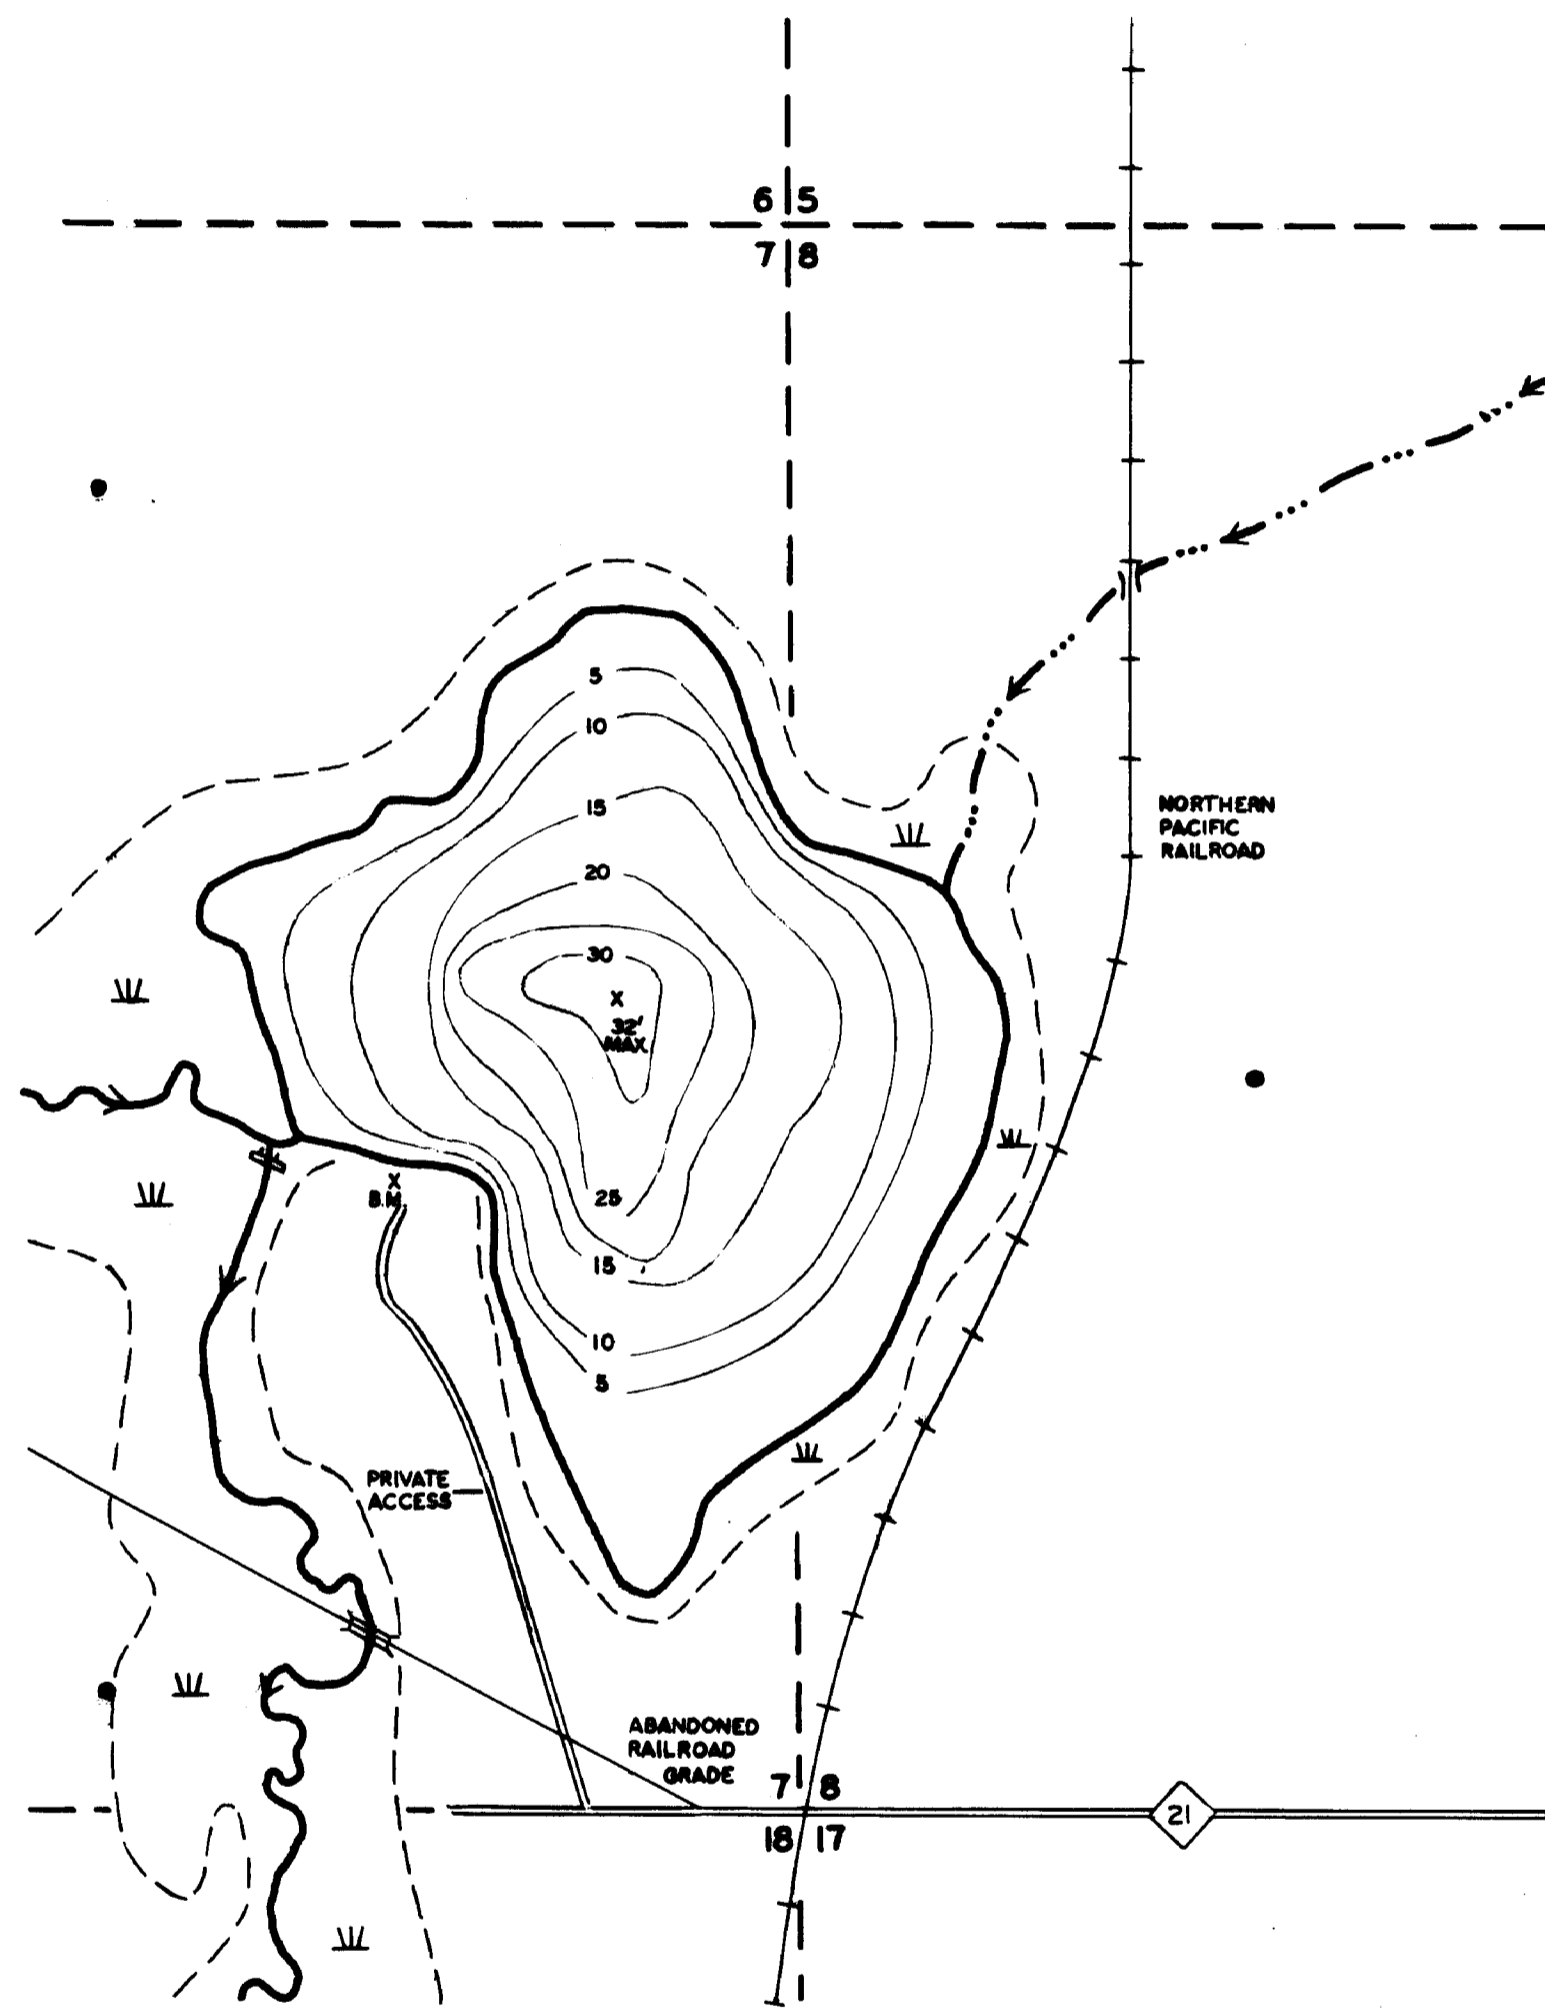 6 5
7 8
5
10
15
20
30
X
32'
MAX.
NORTHERN
PACIFIC
RAILROAD
X
B.M.
25
15
10
5
PRIVATE
ACCESS
ABANDONED
RAILROAD
GRADE
7 8
18 17
21